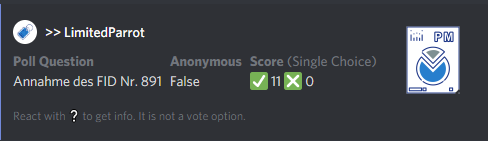 >> LimitedParrot
PM
Poll Question Anonymous Score (Single Choice)
Annahme des FID Nr. 891 False ✅ 11 ❎ 0
React with ❓ to get info. It is not a vote option.